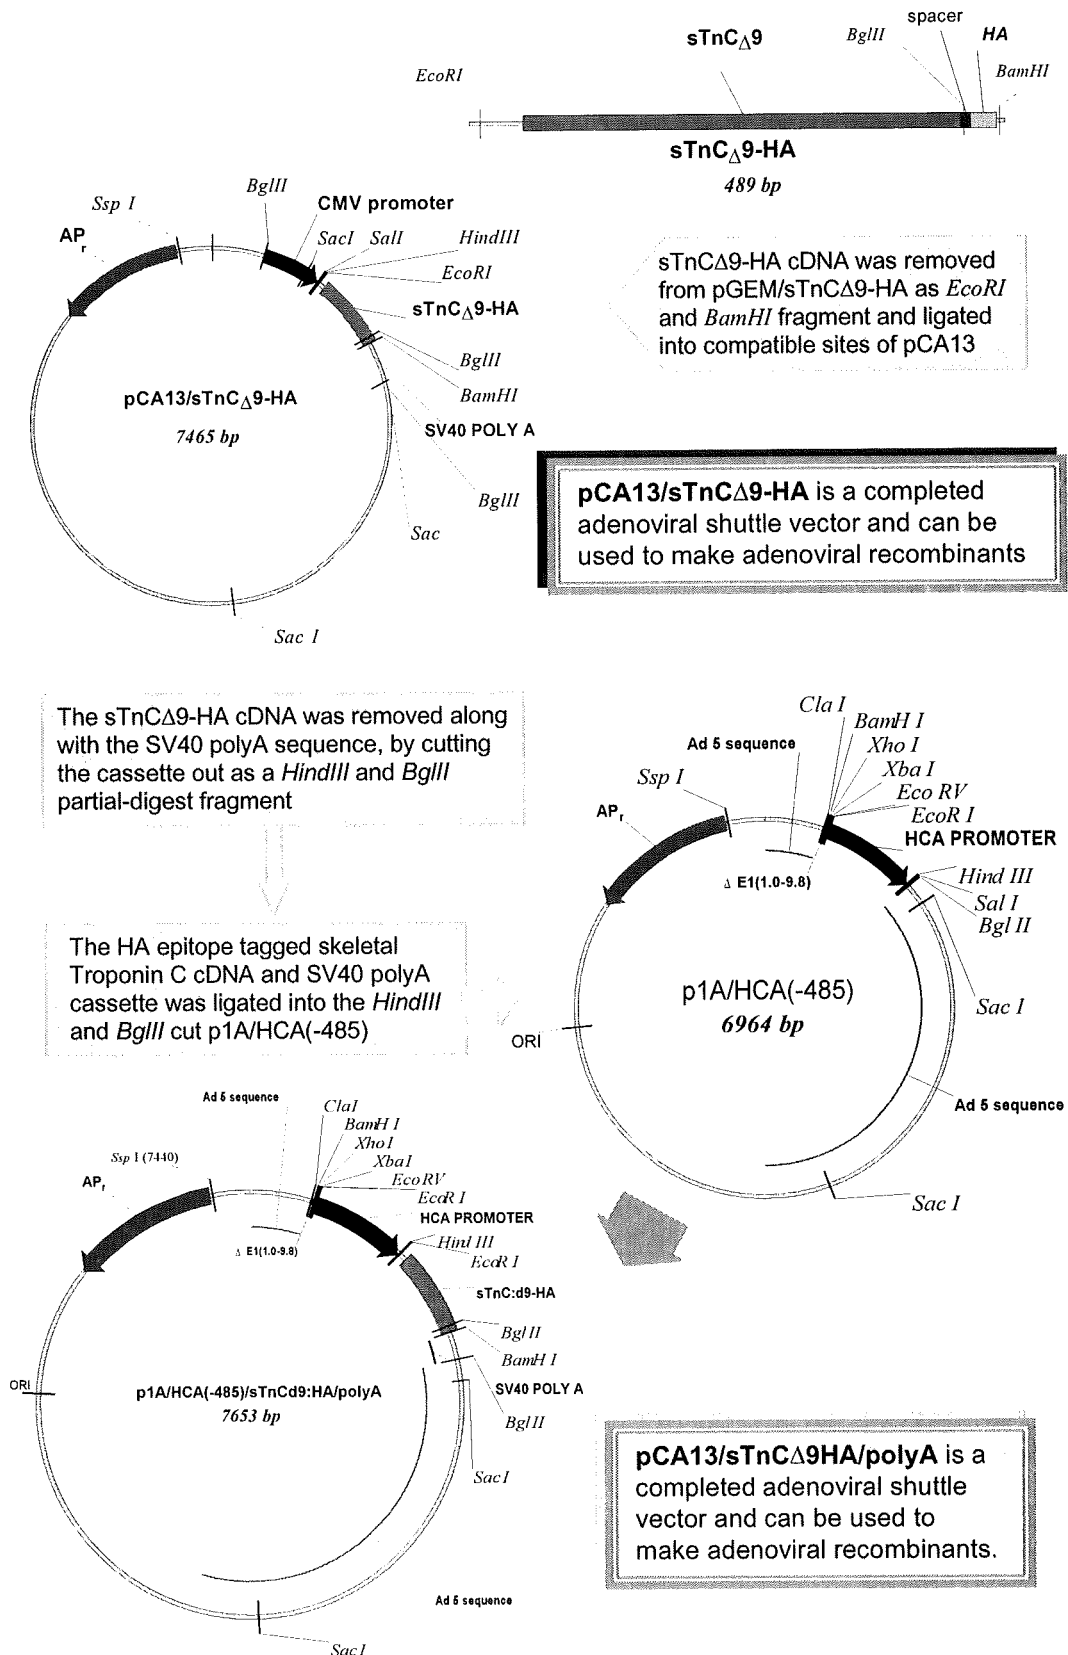 spacer
sTnCΔ9
BglII
HA
EcoRI
BamHI
sTnCΔ9-HA
489 bp
BglII
Ssp I
CMV promoter
APr
SacI
SalI
HindIII
EcoRI
sTnCΔ9-HA
BglII
BamHI
pCA13/sTnCΔ9-HA
7465 bp
SV40 POLY A
BglII
Sac
Sac I
sTnCΔ9-HA cDNA was removed
from pGEM/sTnCΔ9-HA as EcoRI
and BamHI fragment and ligated
into compatible sites of pCA13
pCA13/sTnCΔ9-HA is a completed
adenoviral shuttle vector and can be
used to make adenoviral recombinants
The sTnCΔ9-HA cDNA was removed along
with the SV40 polyA sequence, by cutting
the cassette out as a HindIII and BglII
partial-digest fragment
The HA epitope tagged skeletal
Troponin C cDNA and SV40 polyA
cassette was ligated into the HindIII
and BglII cut p1A/HCA(-485)
Cla I
BamH I
Ad 5 sequence
Xho I
Ssp I
Xba I
Eco RV
APr
EcoR I
HCA PROMOTER
Δ E1(1.0-9.8)
Hind III
Sal I
Bgl II
p1A/HCA(-485)
6964 bp
Sac I
ORI
Ad 5 sequence
Sac I
Ad 5 sequence
ClaI
BamH I
XhoI
Ssp I (7440)
XbaI
APr
EcoRV
EcoR I
HCA PROMOTER
Δ E1(1.0-9.8)
Hind III
EcoR I
sTnC:d9-HA
Bgl II
BamH I
ORI
p1A/HCA(-485)/sTnCd9:HA/polyA
7653 bp
SV40 POLY A
Bgl II
SacI
Ad 5 sequence
SacI
pCA13/sTnCΔ9HA/polyA is a
completed adenoviral shuttle
vector and can be used to
make adenoviral recombinants.